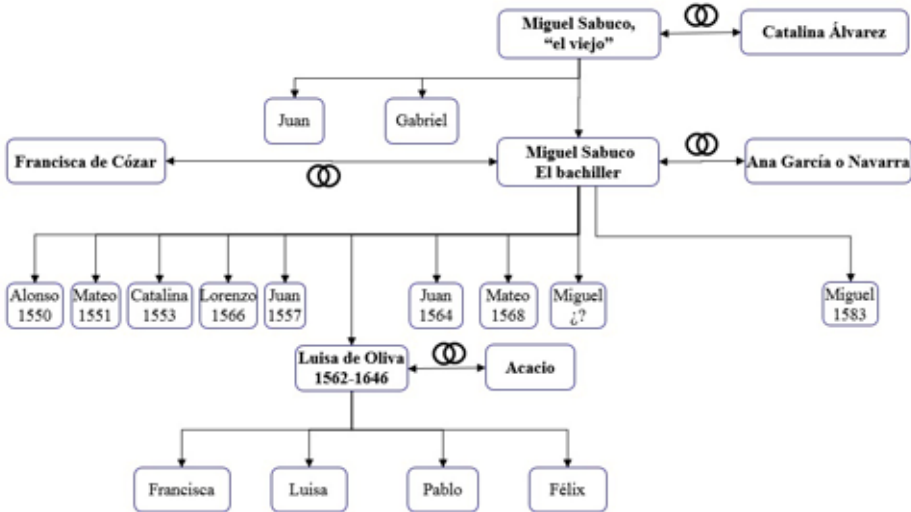 Miguel Sabuco,
“el viejo”
Catalina Álvarez
Juan
Gabriel
Francisca de Cózar
Miguel Sabuco
El bachiller
Ana García o Navarra
Alonso
1550
Mateo
1551
Catalina
1553
Lorenzo
1566
Juan
1557
Juan
1564
Mateo
1568
Miguel
¿?
Miguel
1583
Luisa de Oliva
1562-1646
Acacio
Francisca
Luisa
Pablo
Félix